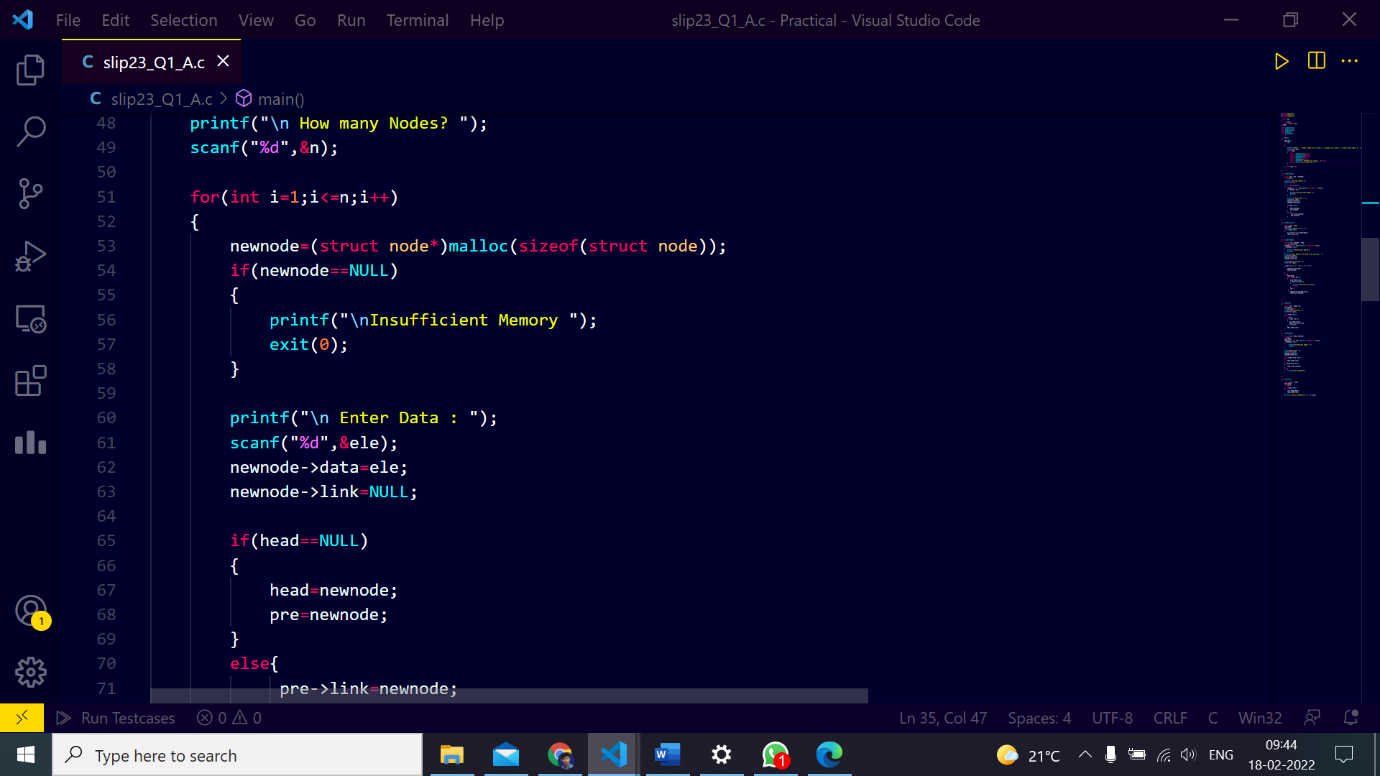 File Edit Selection View Go Run Terminal Help slip23_Q1_A.c - Practical - Visual Studio Code
C slip23_Q1_A.c
C slip23_Q1_A.c > main()
48 printf("\n How many Nodes? ");
49 scanf("%d",&n);
50
51 for(int i=1;i<=n;i++)
52 {
53 newnode=(struct node*)malloc(sizeof(struct node));
54 if(newnode==NULL)
55 {
56 printf("\nInsufficient Memory ");
57 exit(0);
58 }
59
60 printf("\n Enter Data : ");
61 scanf("%d",&ele);
62 newnode->data=ele;
63 newnode->link=NULL;
64
65 if(head==NULL)
66 {
67 head=newnode;
68 pre=newnode;
69 }
70 else{
71 pre->link=newnode;
1
Run Testcases 0 0 Ln 35, Col 47 Spaces: 4 UTF-8 CRLF C Win32
Type here to search W 1 21°C ENG 09:44
18-02-2022